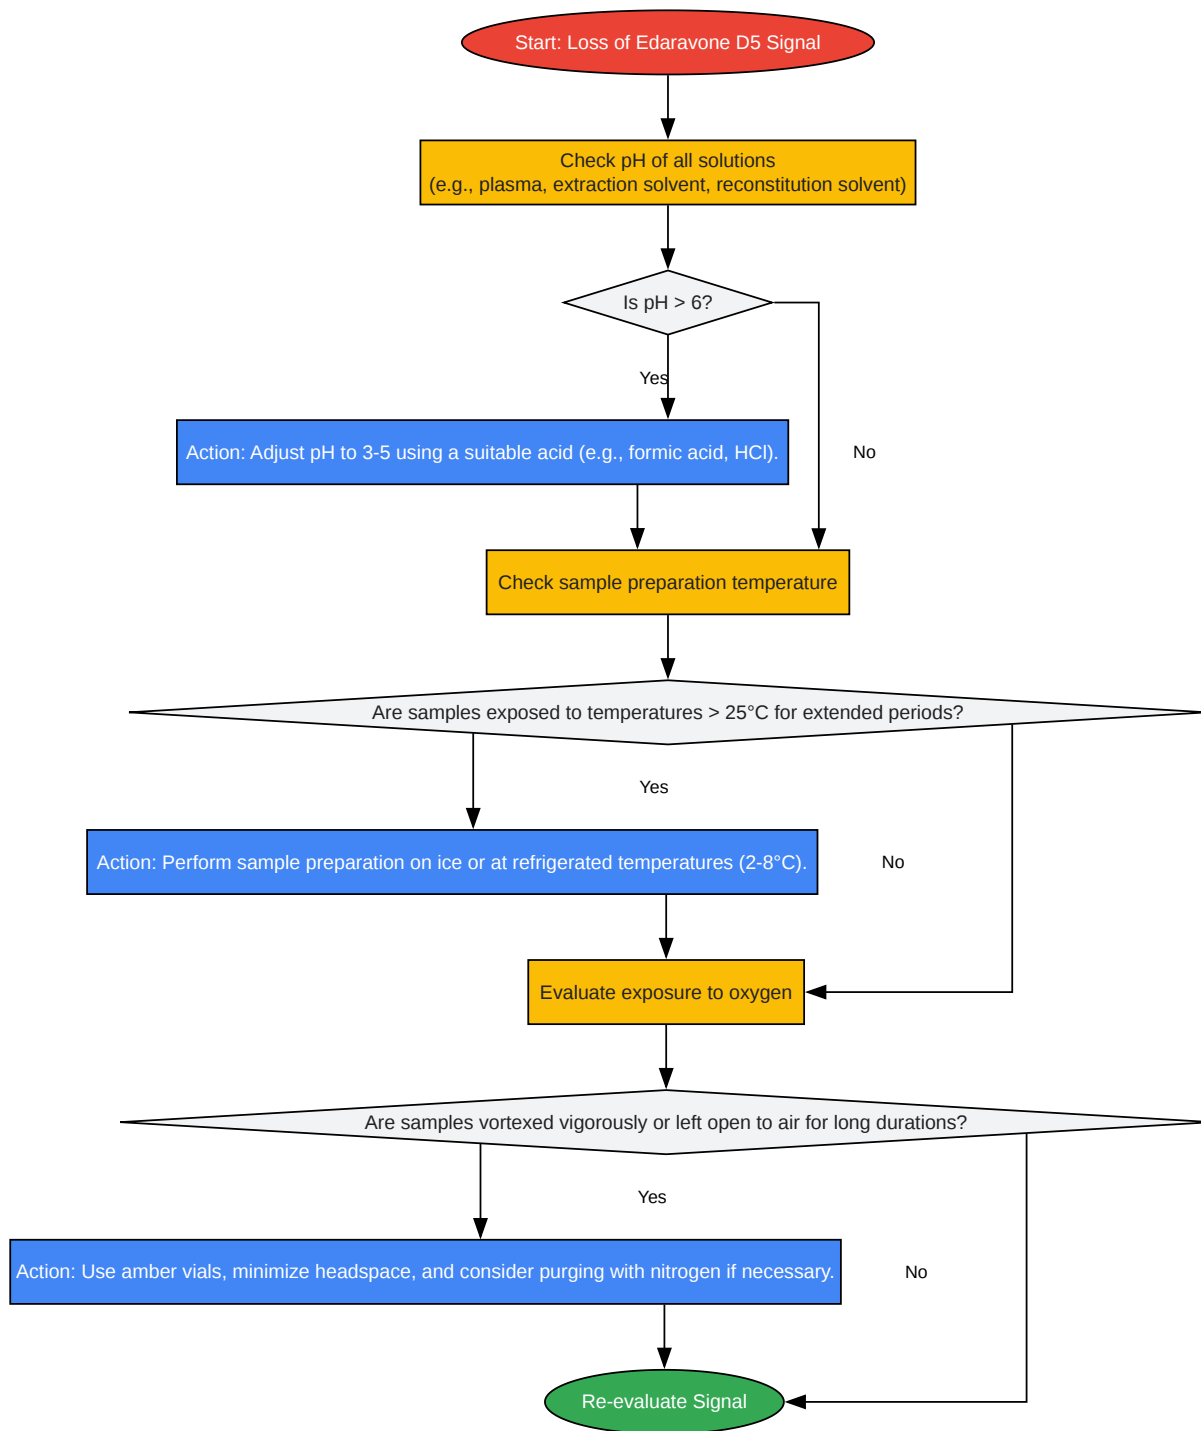 Start: Loss of Edaravone D5 Signal
Check pH of all solutions
(e.g., plasma, extraction solvent, reconstitution solvent)
Is pH > 6?
Yes
Action: Adjust pH to 3-5 using a suitable acid (e.g., formic acid, HCl).
No
Check sample preparation temperature
Are samples exposed to temperatures > 25°C for extended periods?
Yes
Action: Perform sample preparation on ice or at refrigerated temperatures (2-8°C).
No
Evaluate exposure to oxygen
Are samples vortexed vigorously or left open to air for long durations?
Yes
Action: Use amber vials, minimize headspace, and consider purging with nitrogen if necessary.
No
Re-evaluate Signal